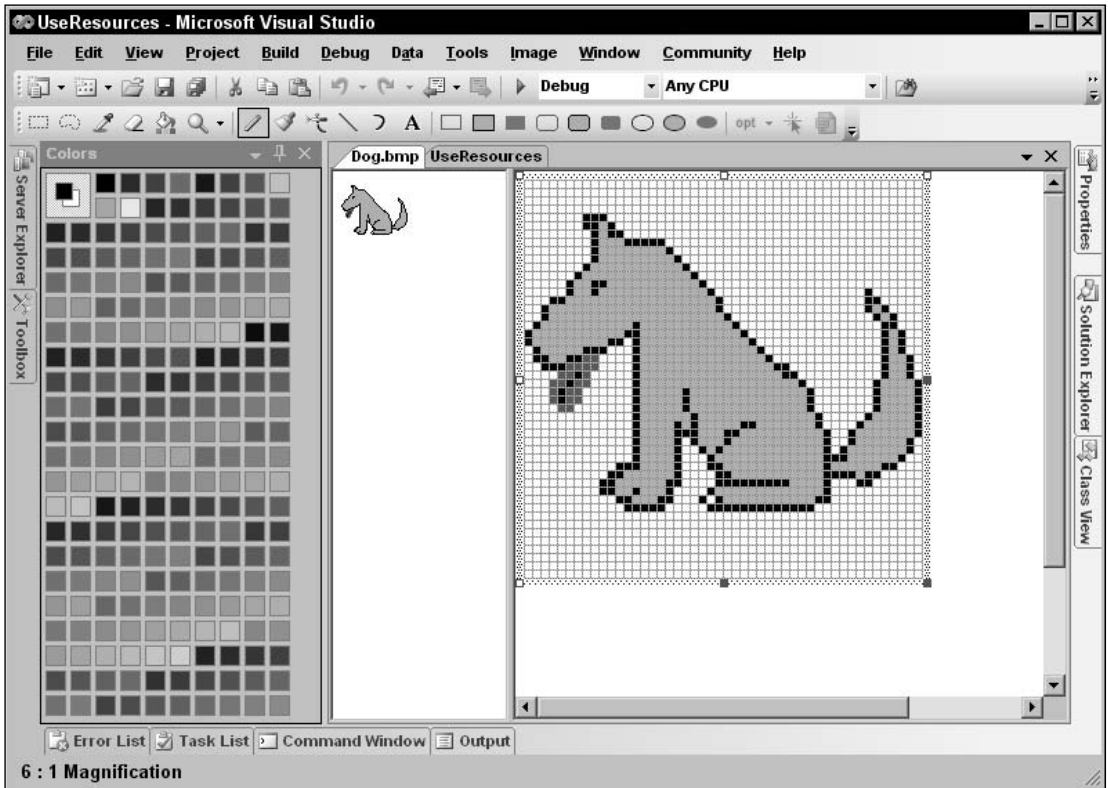 UseResources - Microsoft Visual Studio
File Edit View Project Build Debug Data Tools Image Window Community Help
Debug Any CPU
A opt
Colors
Dog.bmp UseResources
Server Explorer
Toolbox
Properties
Solution Explorer
Class View
Error List Task List Command Window Output
6 : 1 Magnification